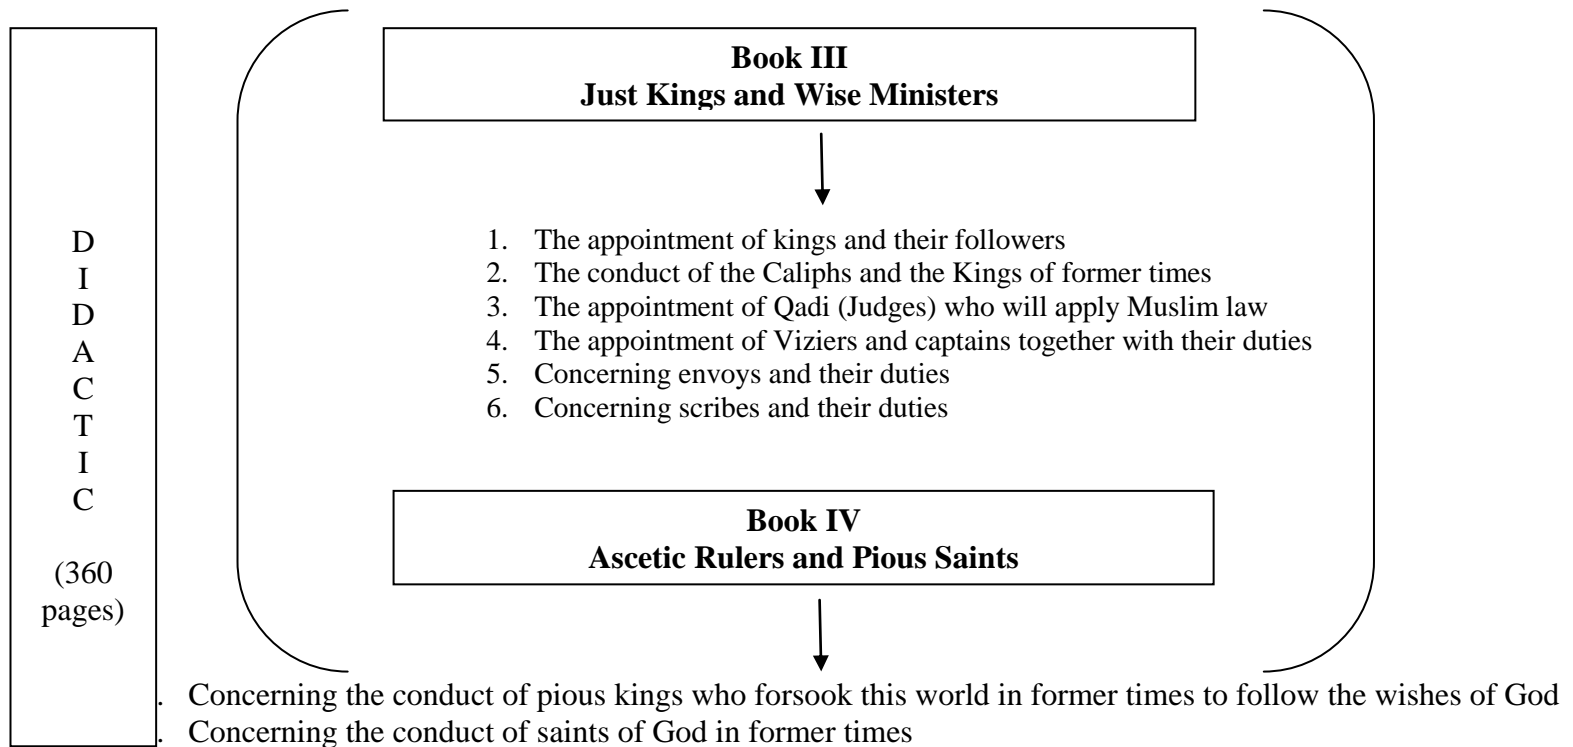 D
I
D
A
C
T
I
C
(360
pages)
Book III
Just Kings and Wise Ministers
1. The appointment of kings and their followers
2. The conduct of the Caliphs and the Kings of former times
3. The appointment of Qadi (Judges) who will apply Muslim law
4. The appointment of Viziers and captains together with their duties
5. Concerning envoys and their duties
6. Concerning scribes and their duties
Book IV
Ascetic Rulers and Pious Saints
. Concerning the conduct of pious kings who forsook this world in former times to follow the wishes of God
. Concerning the conduct of saints of God in former times